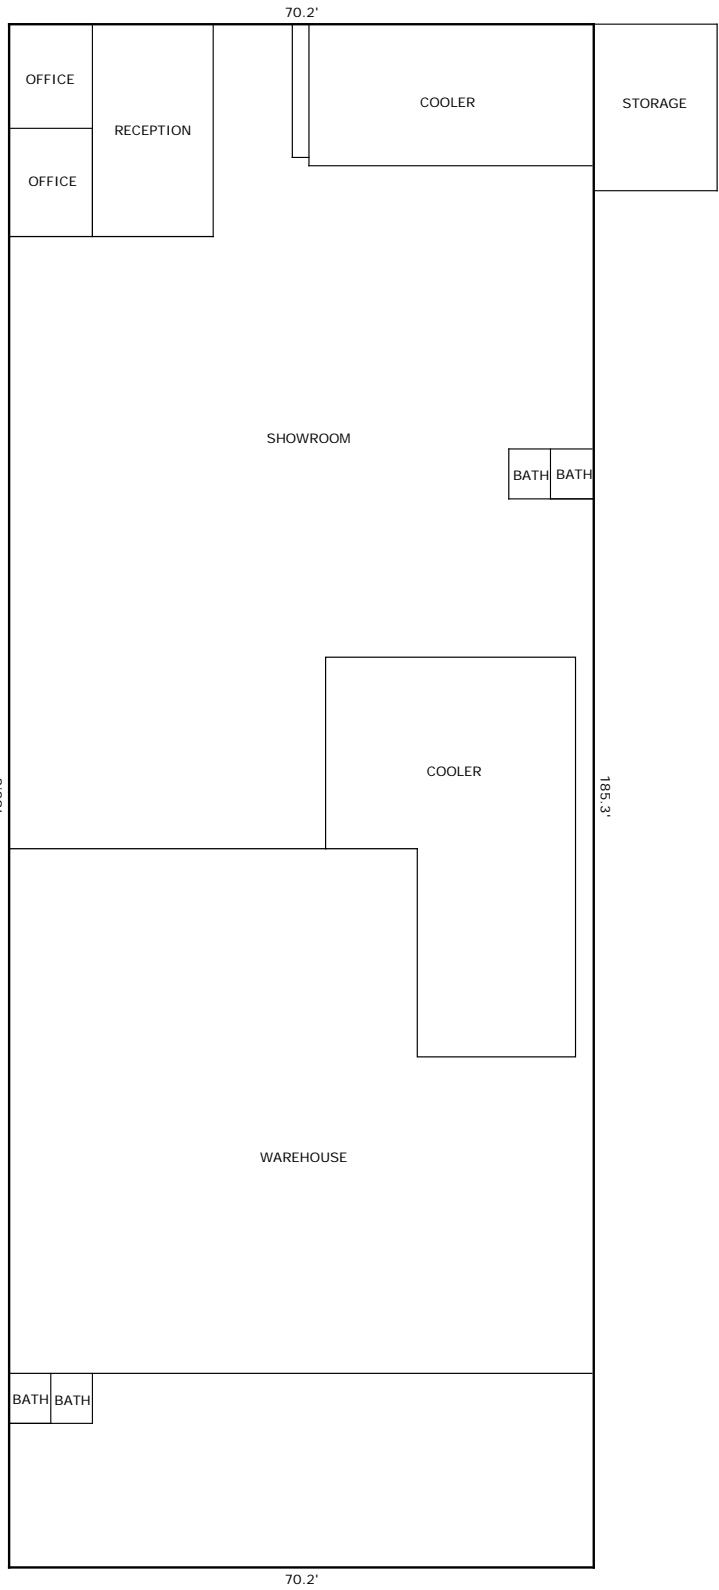 70.2'
OFFICE
COOLER
STORAGE
RECEPTION
OFFICE
SHOWROOM
BATH BATH
COOLER
185.3'
WAREHOUSE
BATH BATH
70.2'